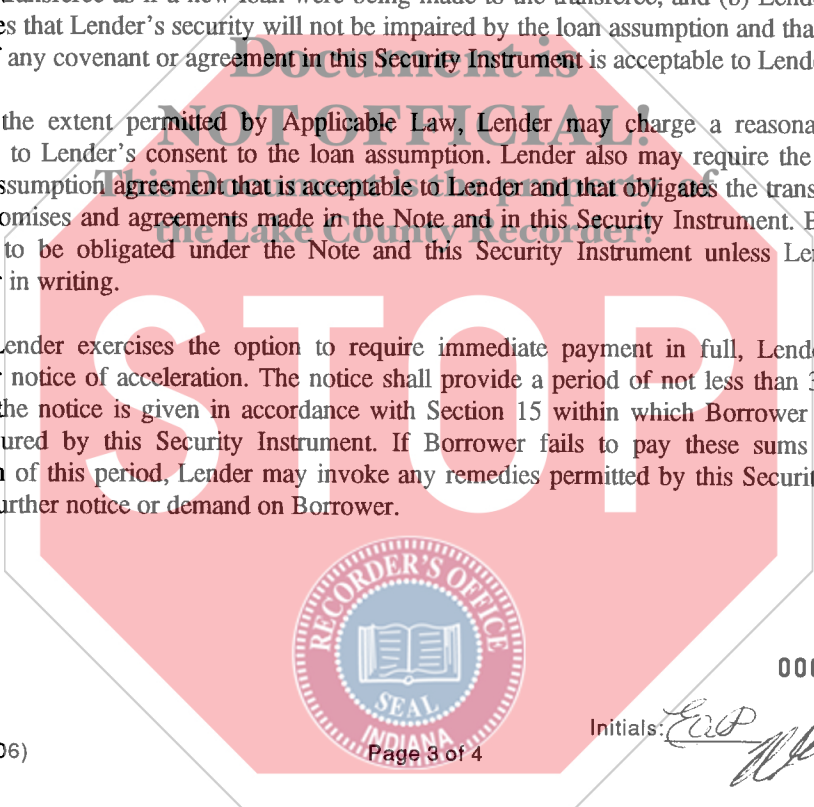 transferee as if a new loan were being made to the transferee; and (b) Lend
es that Lender's security will not be impaired by the loan assumption and tha
any covenant or agreement in this Security Instrument is acceptable to Lend
Document is
NOT OFFICIAL!
This Document is the property of
the Lake County Recorder!
the extent permitted by Applicable Law, Lender may charge a reasona
to Lender's consent to the loan assumption. Lender also may require the
ssumption agreement that is acceptable to Lender and that obligates the trans
omises and agreements made in the Note and in this Security Instrument. B
to be obligated under the Note and this Security Instrument unless Le
in writing.
STOP
Lender exercises the option to require immediate payment in full, Lend
notice of acceleration. The notice shall provide a period of not less than 3
the notice is given in accordance with Section 15 within which Borrower
ured by this Security Instrument. If Borrower fails to pay these sums
n of this period, Lender may invoke any remedies permitted by this Securit
urther notice or demand on Borrower.
RECORDER'S OFFICE
SEAL
INDIANA
000
Initials:
06)
Page 3 of 4